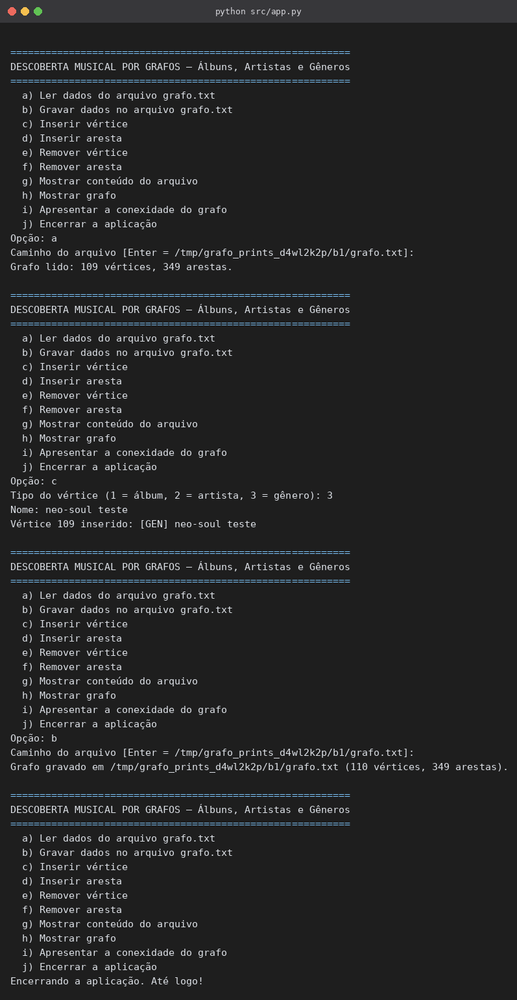 python src/app.py
==========================================================
DESCOBERTA MUSICAL POR GRAFOS — Álbuns, Artistas e Gêneros
==========================================================
  a) Ler dados do arquivo grafo.txt
  b) Gravar dados no arquivo grafo.txt
  c) Inserir vértice
  d) Inserir aresta
  e) Remover vértice
  f) Remover aresta
  g) Mostrar conteúdo do arquivo
  h) Mostrar grafo
  i) Apresentar a conexidade do grafo
  j) Encerrar a aplicação
Opção: a
Caminho do arquivo [Enter = /tmp/grafo_prints_d4wl2k2p/b1/grafo.txt]:
Grafo lido: 109 vértices, 349 arestas.
==========================================================
DESCOBERTA MUSICAL POR GRAFOS — Álbuns, Artistas e Gêneros
==========================================================
  a) Ler dados do arquivo grafo.txt
  b) Gravar dados no arquivo grafo.txt
  c) Inserir vértice
  d) Inserir aresta
  e) Remover vértice
  f) Remover aresta
  g) Mostrar conteúdo do arquivo
  h) Mostrar grafo
  i) Apresentar a conexidade do grafo
  j) Encerrar a aplicação
Opção: c
Tipo do vértice (1 = álbum, 2 = artista, 3 = gênero): 3
Nome: neo-soul teste
Vértice 109 inserido: [GEN] neo-soul teste
==========================================================
DESCOBERTA MUSICAL POR GRAFOS — Álbuns, Artistas e Gêneros
==========================================================
  a) Ler dados do arquivo grafo.txt
  b) Gravar dados no arquivo grafo.txt
  c) Inserir vértice
  d) Inserir aresta
  e) Remover vértice
  f) Remover aresta
  g) Mostrar conteúdo do arquivo
  h) Mostrar grafo
  i) Apresentar a conexidade do grafo
  j) Encerrar a aplicação
Opção: b
Caminho do arquivo [Enter = /tmp/grafo_prints_d4wl2k2p/b1/grafo.txt]:
Grafo gravado em /tmp/grafo_prints_d4wl2k2p/b1/grafo.txt (110 vértices, 349 arestas).
==========================================================
DESCOBERTA MUSICAL POR GRAFOS — Álbuns, Artistas e Gêneros
==========================================================
  a) Ler dados do arquivo grafo.txt
  b) Gravar dados no arquivo grafo.txt
  c) Inserir vértice
  d) Inserir aresta
  e) Remover vértice
  f) Remover aresta
  g) Mostrar conteúdo do arquivo
  h) Mostrar grafo
  i) Apresentar a conexidade do grafo
  j) Encerrar a aplicação
Encerrando a aplicação. Até logo!